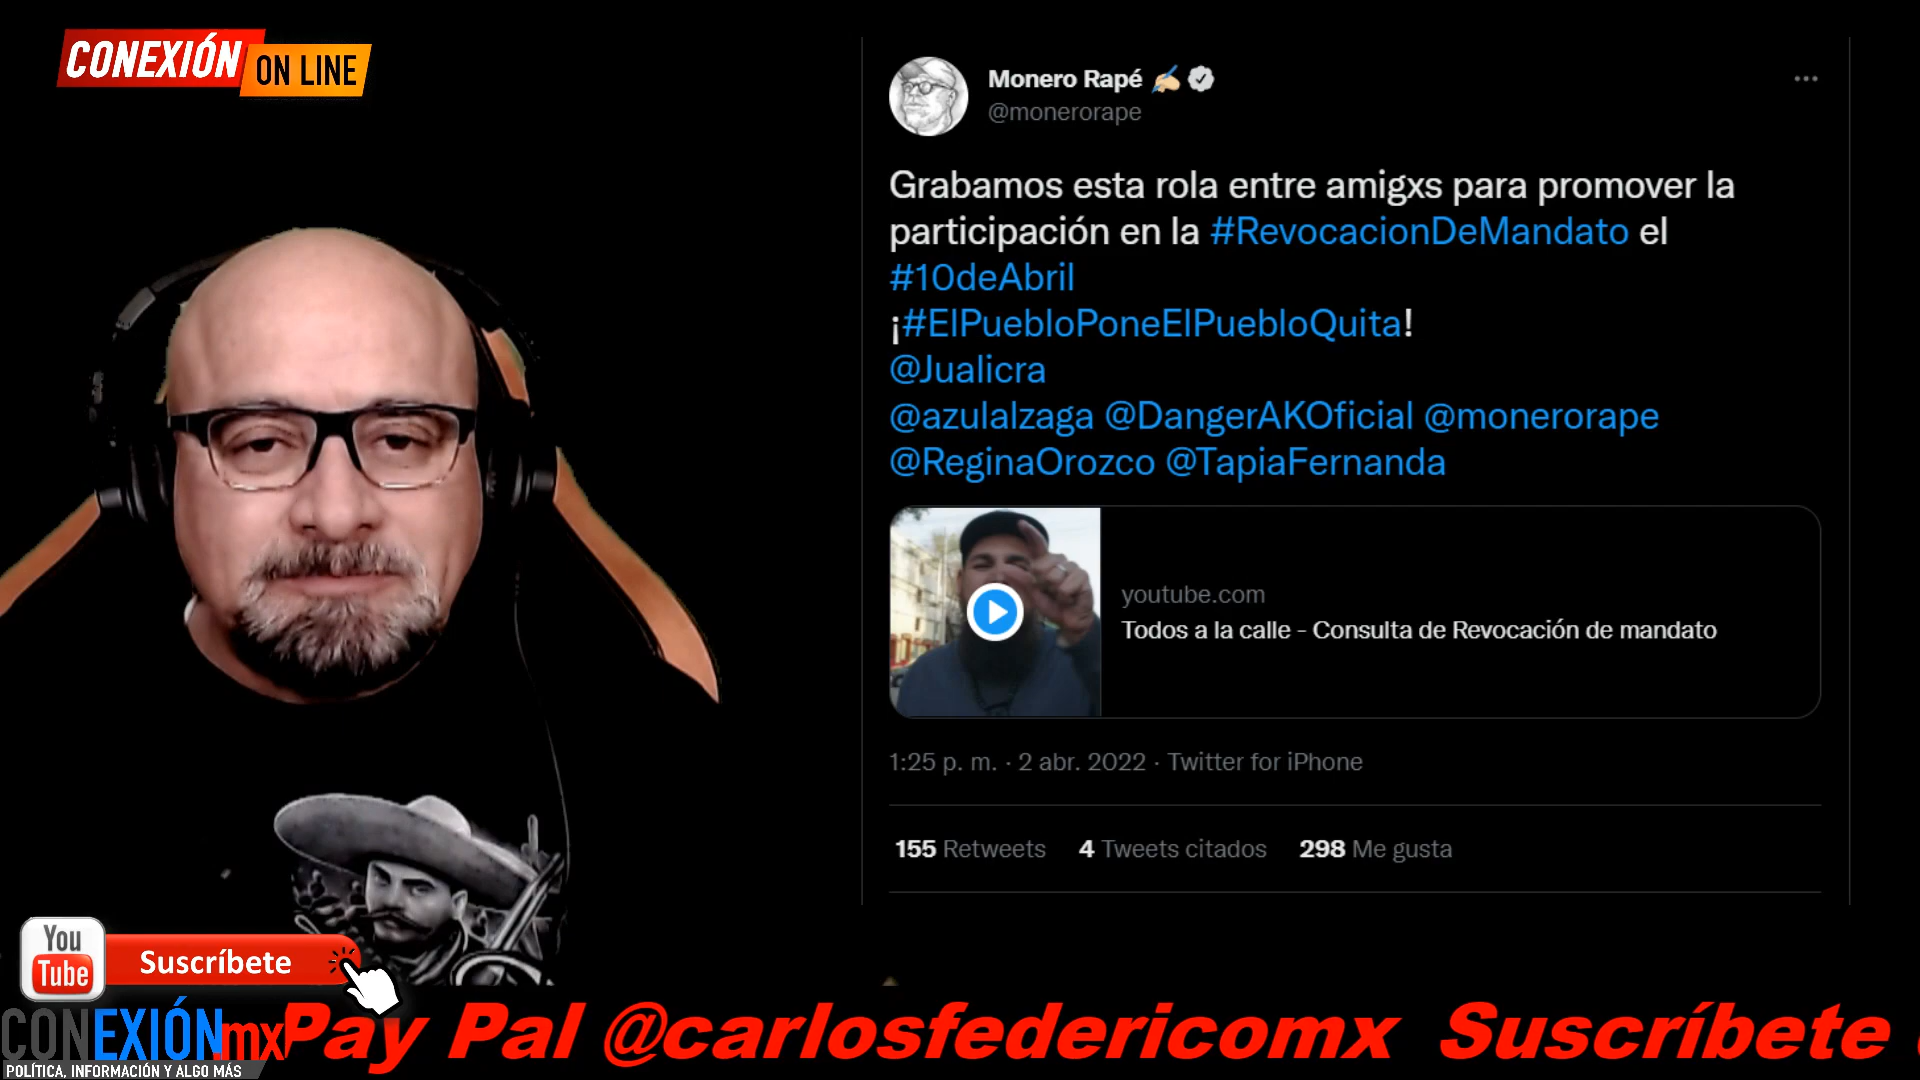 CONEXIÓN
ON LINE
Monero Rapé
@monerorape
Grabamos esta rola entre amigxs para promover la
participación en la #RevocacionDeMandato el
#10deAbril
¡#ElPuebloPoneElPuebloQuita!
@Jualicra
@azulalzaga @DangerAKOficial @monerorape
@ReginaOrozco @TapiaFernanda
youtube.com
Todos a la calle - Consulta de Revocación de mandato
1:25 p. m. · 2 abr. 2022 · Twitter for iPhone
155 Retweets 4 Tweets citados 298 Me gusta
You
Tube
Suscríbete
CONEXIÓN.mx
POLÍTICA, INFORMACIÓN Y ALGO MÁS
Pay Pal @carlosfedericomx Suscríbete